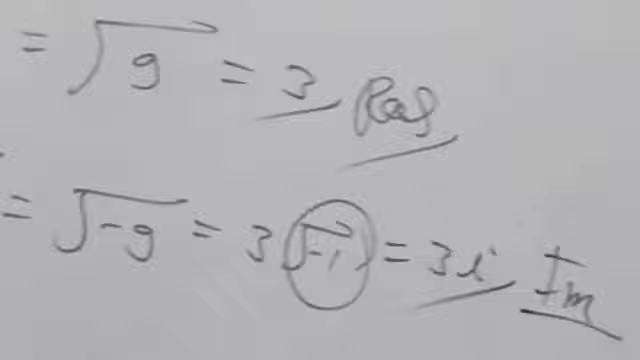 = √9 = 3 Real
= √-9 = 3 √-1 = 3i Im